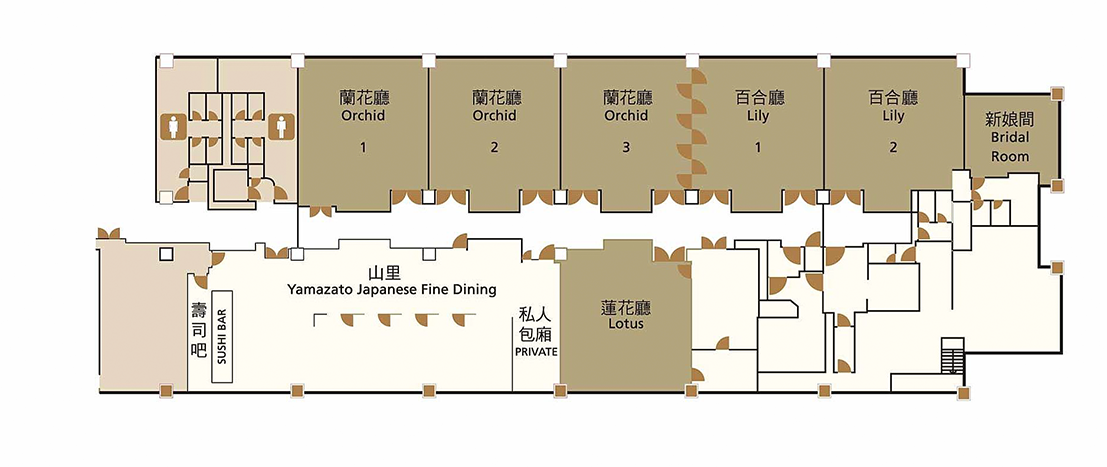 蘭花廳
Orchid
1
蘭花廳
Orchid
2
蘭花廳
Orchid
3
百合廳
Lily
1
百合廳
Lily
2
新娘間
Bridal
Room
山里
Yamazato Japanese Fine Dining
壽司吧
SUSHI BAR
私人
包廂
PRIVATE
蓮花廳
Lotus